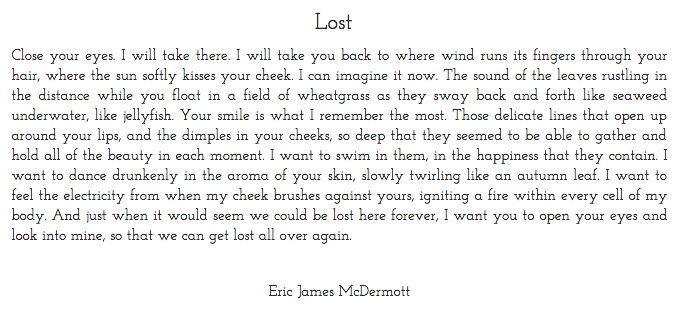 Lost
Close your eyes. I will take there. I will take you back to where wind runs its fingers through your
hair, where the sun softly kisses your cheek. I can imagine it now. The sound of the leaves rustling in
the distance while you float in a field of wheatgrass as they sway back and forth like seaweed
underwater, like jellyfish. Your smile is what I remember the most. Those delicate lines that open up
around your lips, and the dimples in your cheeks, so deep that they seemed to be able to gather and
hold all of the beauty in each moment. I want to swim in them, in the happiness that they contain. I
want to dance drunkenly in the aroma of your skin, slowly twirling like an autumn leaf. I want to
feel the electricity from when my cheek brushes against yours, igniting a fire within every cell of my
body. And just when it would seem we could be lost here forever, I want you to open your eyes and
look into mine, so that we can get lost all over again.
Eric James McDermott